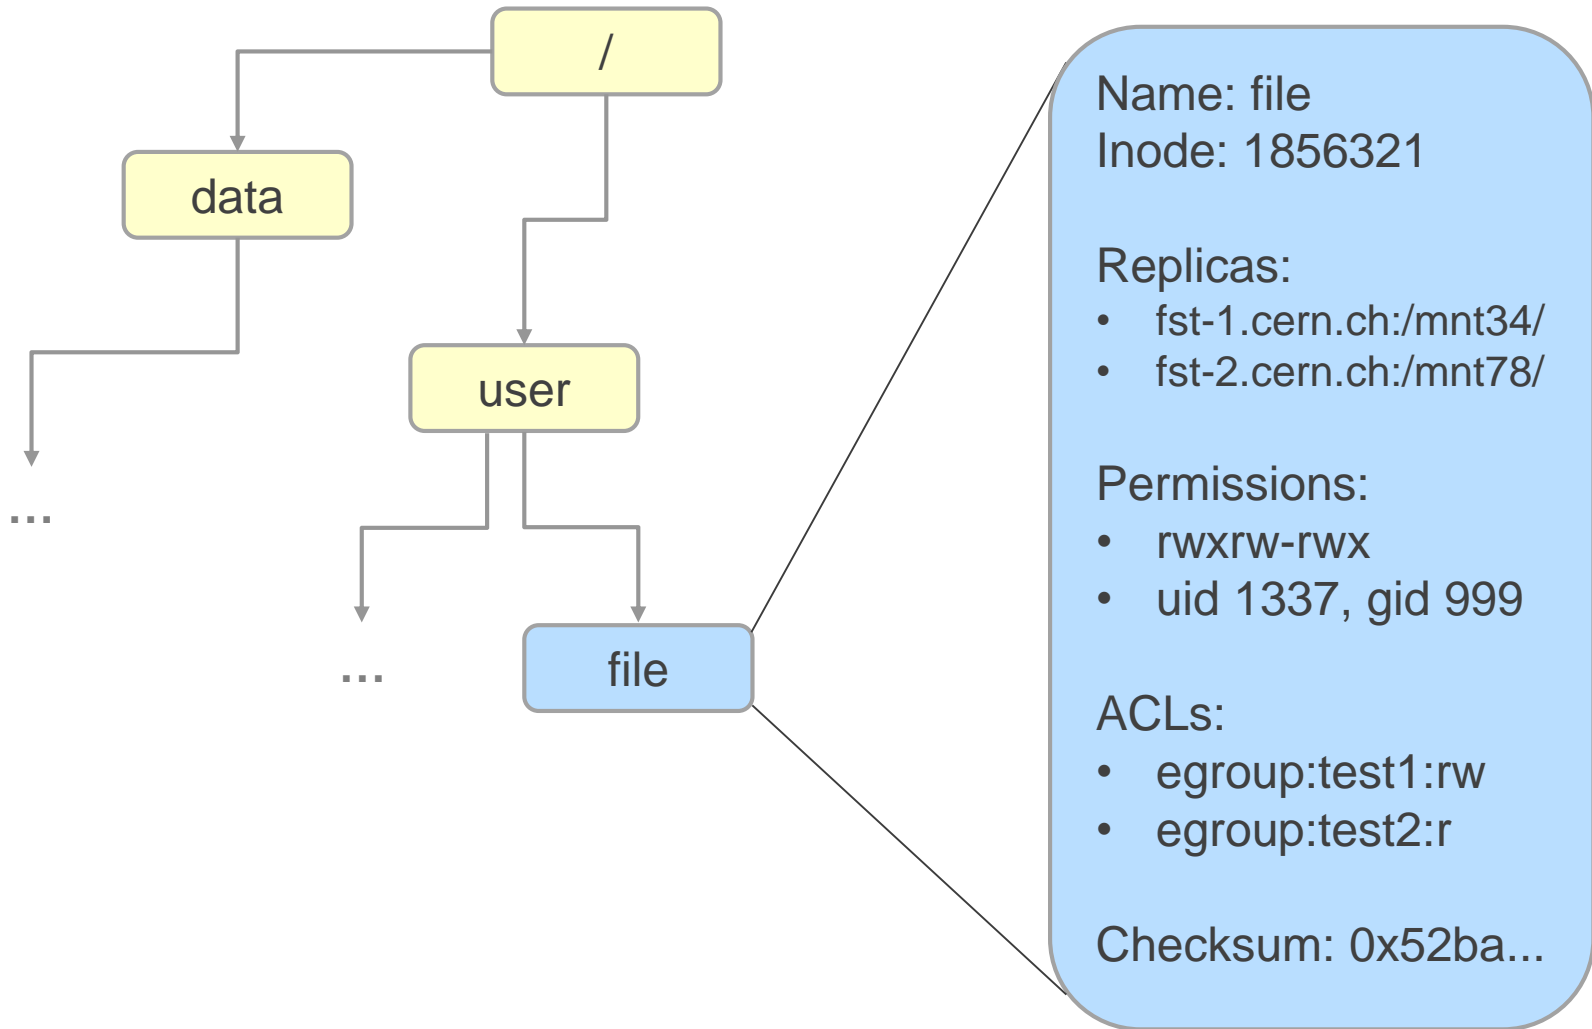 /
data
user
...
...
file
Name: file
Inode: 1856321
Replicas:
• fst-1.cern.ch:/mnt34/
• fst-2.cern.ch:/mnt78/
Permissions:
• rwxrw-rwx
• uid 1337, gid 999
ACLs:
• egroup:test1:rw
• egroup:test2:r
Checksum: 0x52ba...